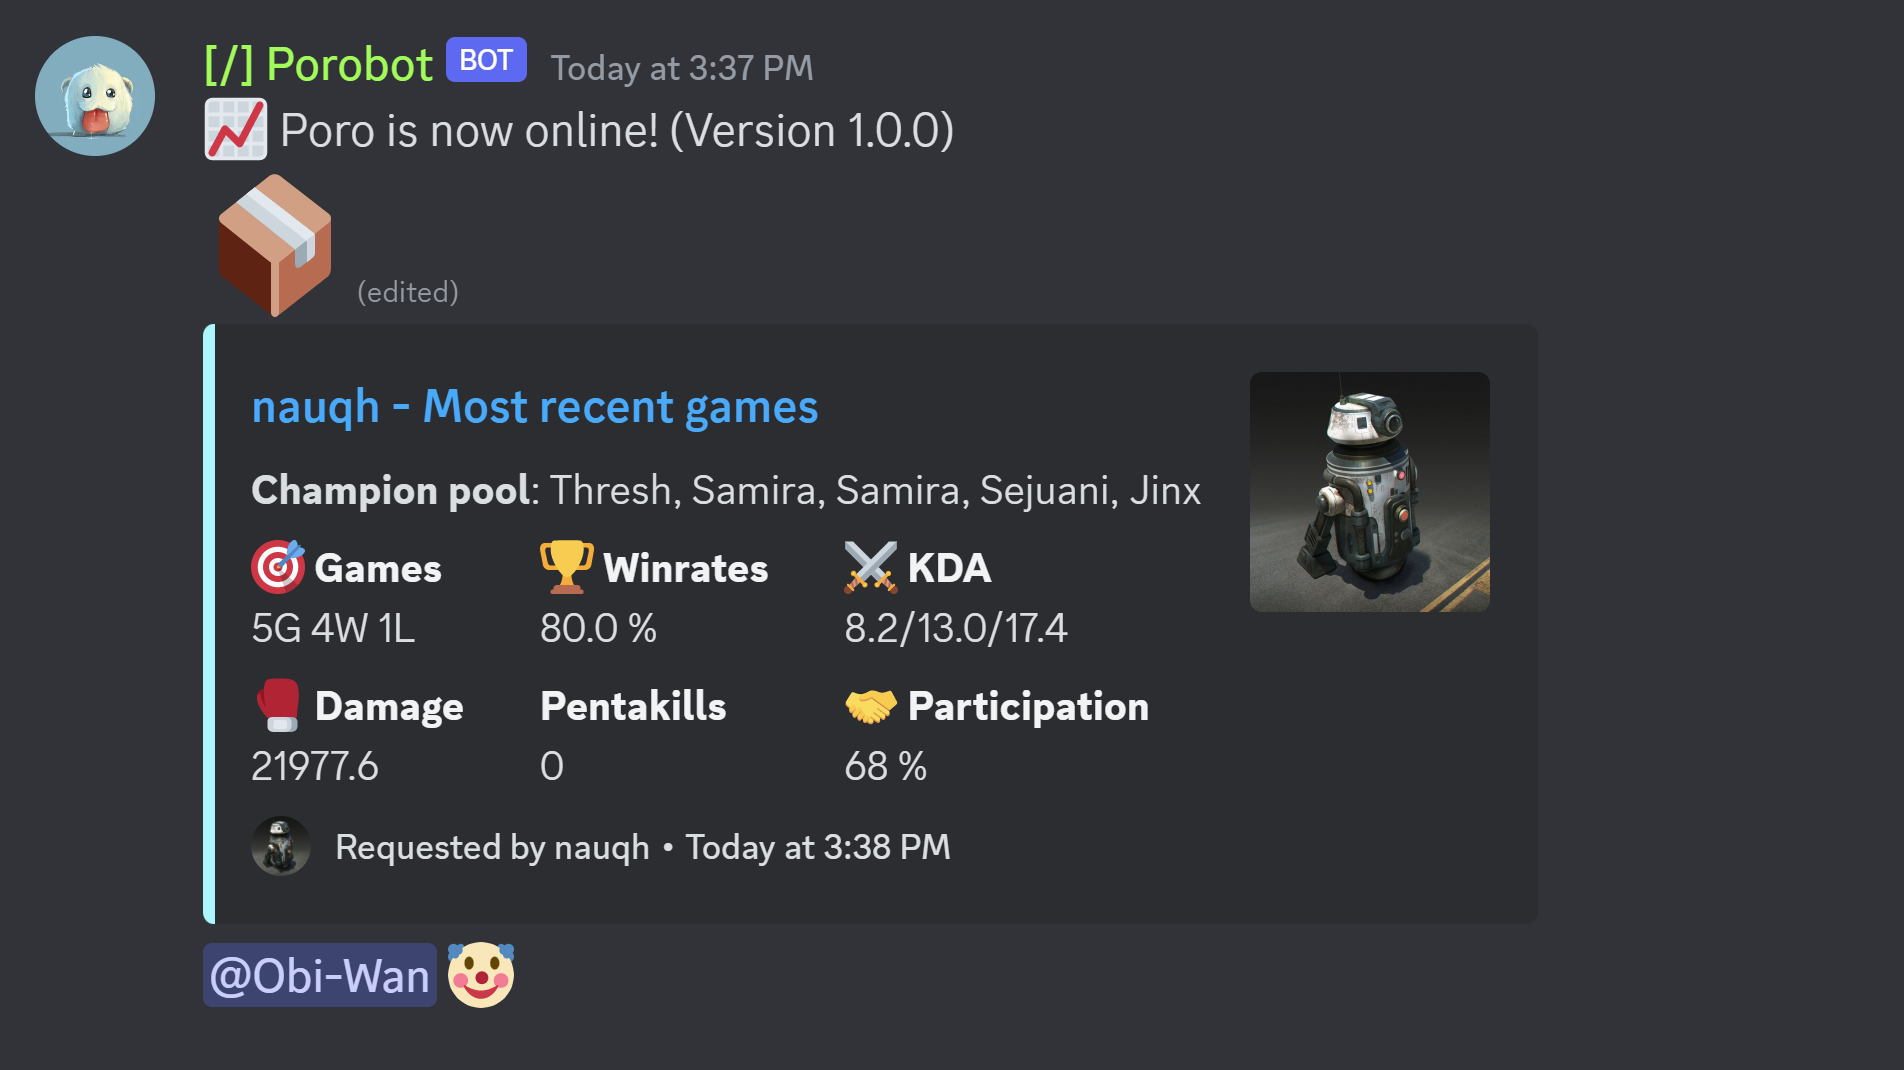 [/] Porobot BOT Today at 3:37 PM
Poro is now online! (Version 1.0.0)
(edited)
nauqh - Most recent games
Champion pool: Thresh, Samira, Samira, Sejuani, Jinx
Games Winrates KDA
5G 4W 1L 80.0 % 8.2/13.0/17.4
Damage Pentakills Participation
21977.6 0 68 %
Requested by nauqh • Today at 3:38 PM
@Obi-Wan